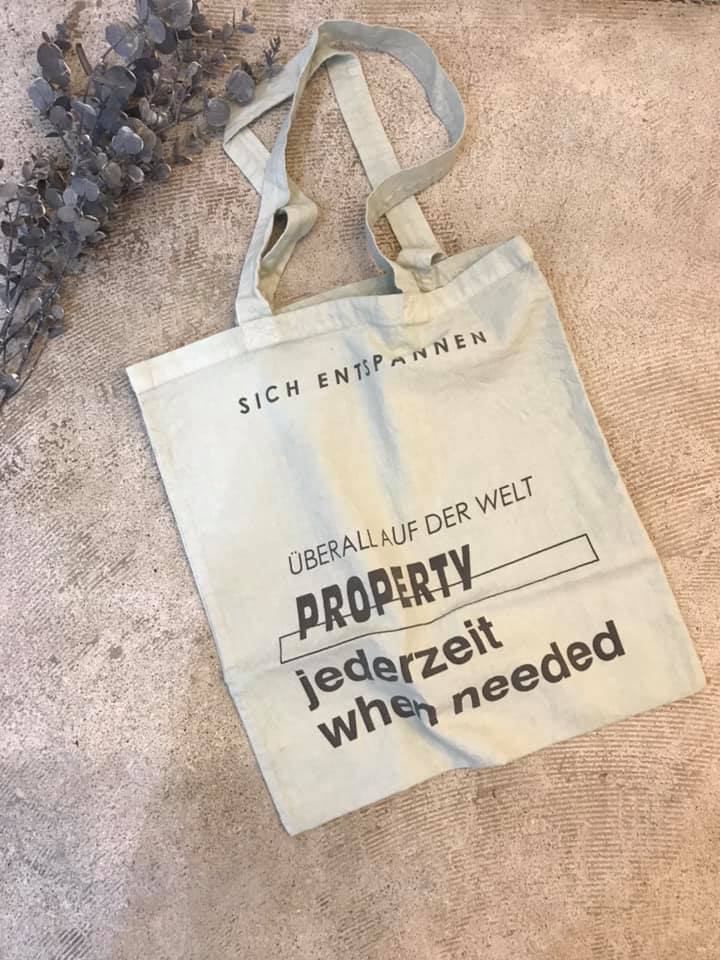 SICH ENTSPANNEN
ÜBERALL AUF DER WELT
PROPERTY
jederzeit
when needed